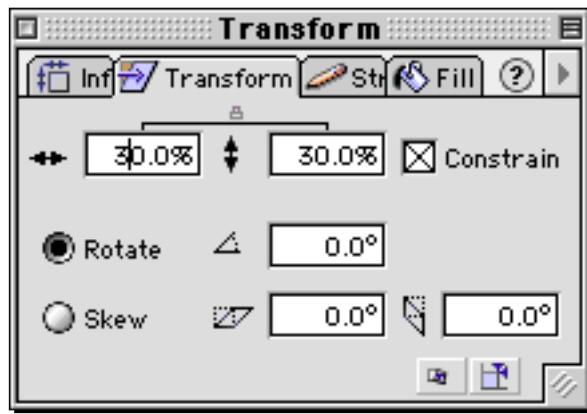 Transform
Inf Transform Str Fill ?
30.0% 30.0% Constrain
Rotate 0.0°
Skew 0.0° 0.0°